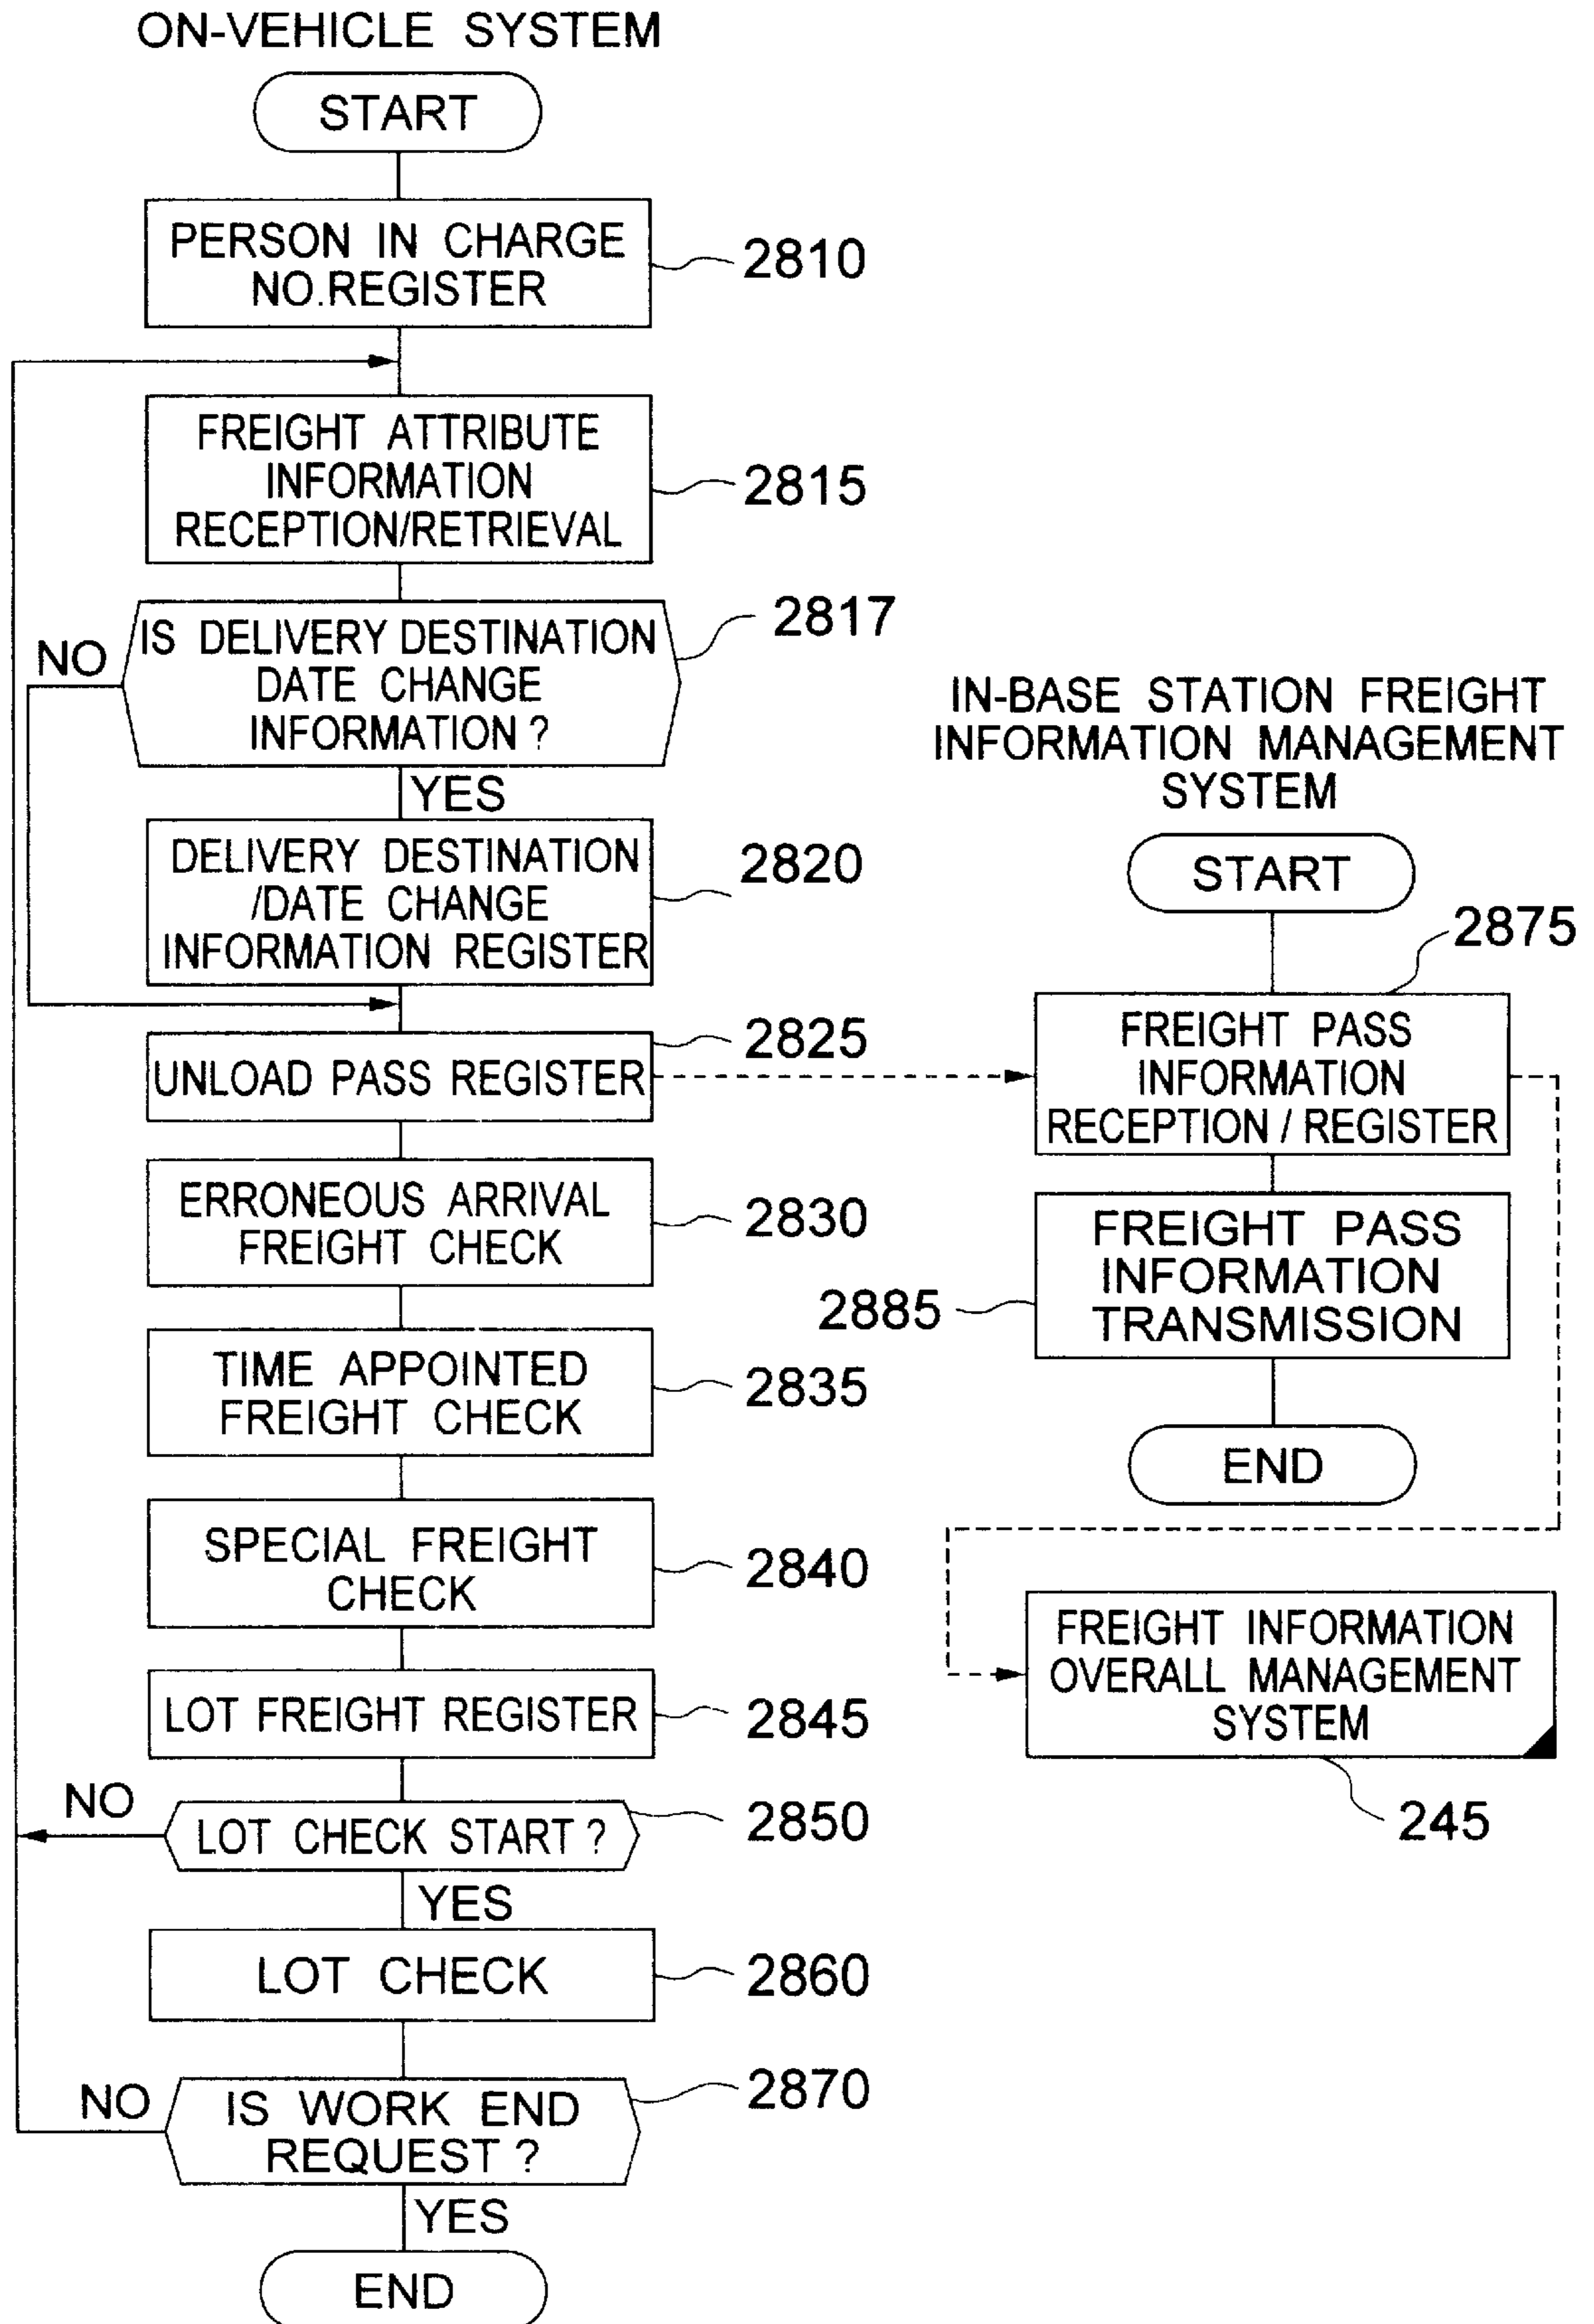 ON-VEHICLE SYSTEM
START
PERSON IN CHARGE
NO.REGISTER
2810
FREIGHT ATTRIBUTE
INFORMATION
RECEPTION/RETRIEVAL
2815
IS DELIVERY DESTINATION
DATE CHANGE
INFORMATION ?
2817
NO
YES
DELIVERY DESTINATION
/DATE CHANGE
INFORMATION REGISTER
2820
UNLOAD PASS REGISTER
2825
ERRONEOUS ARRIVAL
FREIGHT CHECK
2830
TIME APPOINTED
FREIGHT CHECK
2835
SPECIAL FREIGHT
CHECK
2840
LOT FREIGHT REGISTER
2845
NO
LOT CHECK START ?
2850
YES
LOT CHECK
2860
NO
IS WORK END
REQUEST ?
2870
YES
END
IN-BASE STATION FREIGHT
INFORMATION MANAGEMENT
SYSTEM
START
2875
FREIGHT PASS
INFORMATION
RECEPTION / REGISTER
FREIGHT PASS
INFORMATION
TRANSMISSION
2885
END
FREIGHT INFORMATION
OVERALL MANAGEMENT
SYSTEM
245